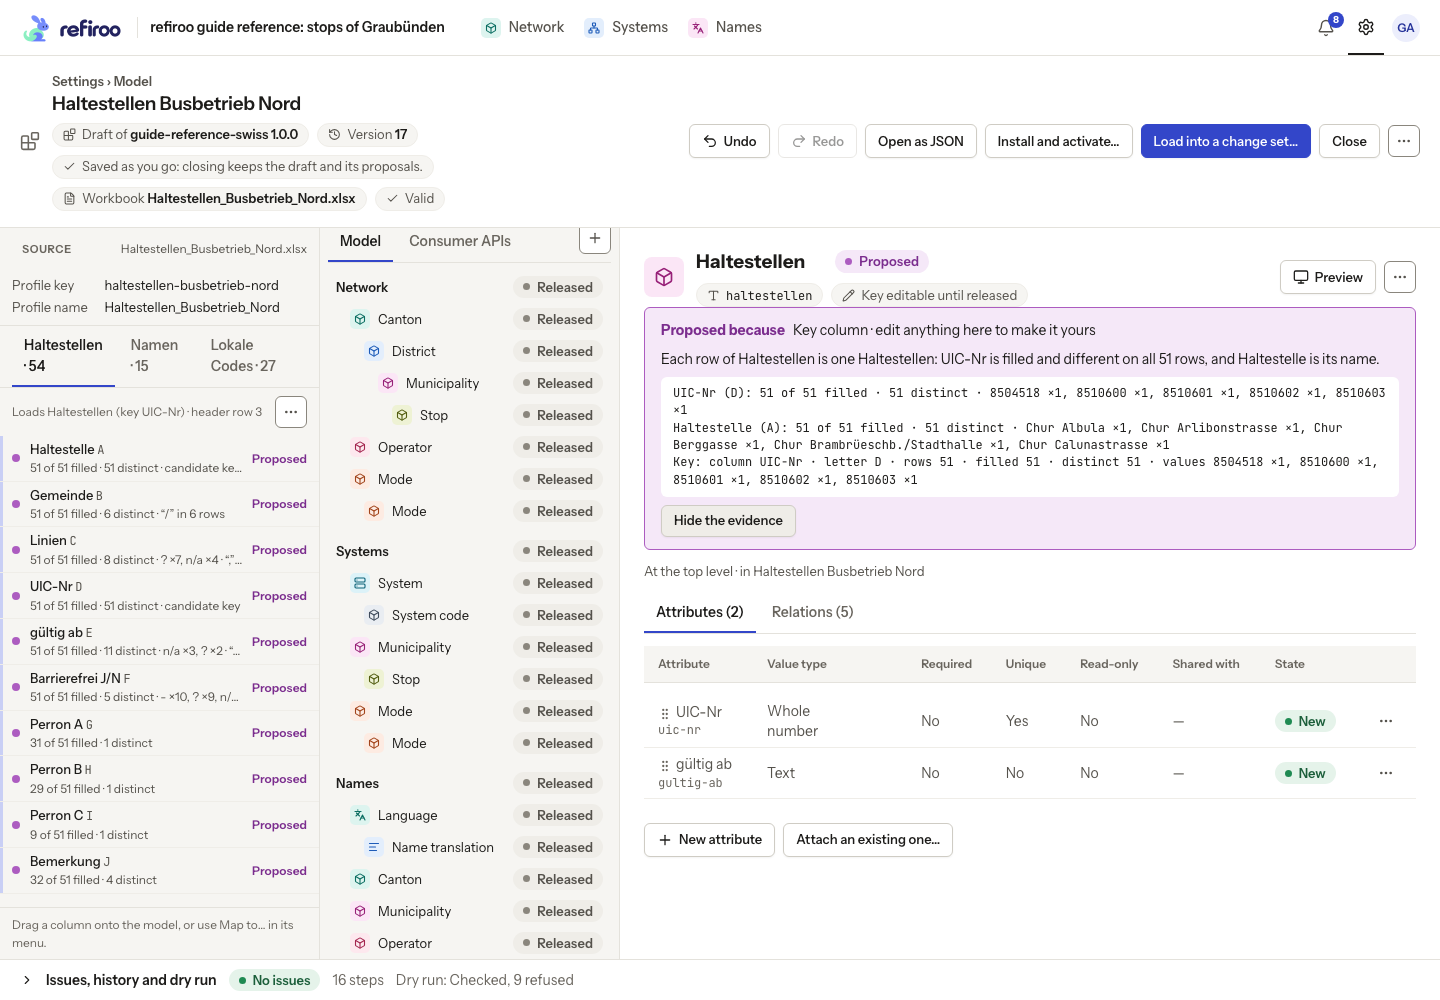 refiroo
refiroo guide reference: stops of Graubünden
Network
Systems
Names
8
GA
Settings › Model
Haltestellen Busbetrieb Nord
Draft of guide-reference-swiss 1.0.0
Version 17
Saved as you go: closing keeps the draft and its proposals.
Workbook Haltestellen_Busbetrieb_Nord.xlsx
Valid
Undo
Redo
Open as JSON
Install and activate...
Load into a change set...
Close
SOURCE
Haltestellen_Busbetrieb_Nord.xlsx
Profile key haltestellen-busbetrieb-nord
Profile name Haltestellen_Busbetrieb_Nord
Haltestellen · 54
Namen · 15
Lokale Codes · 27
Loads Haltestellen (key UIC-Nr) · header row 3
Haltestelle A
51 of 51 filled · 51 distinct · candidate ke...
Proposed
Gemeinde B
51 of 51 filled · 6 distinct · “/” in 6 rows
Proposed
Linien C
51 of 51 filled · 8 distinct · ? ×7, n/a ×4 · “,”...
Proposed
UIC-Nr D
51 of 51 filled · 51 distinct · candidate key
Proposed
gültig ab E
51 of 51 filled · 11 distinct · n/a ×3, ? ×2 · “...
Proposed
Barrierefrei J/N F
51 of 51 filled · 5 distinct · - ×10, ? ×9, n/...
Proposed
Perron A G
31 of 51 filled · 1 distinct
Proposed
Perron B H
29 of 51 filled · 1 distinct
Proposed
Perron C I
9 of 51 filled · 1 distinct
Proposed
Bemerkung J
32 of 51 filled · 4 distinct
Proposed
Drag a column onto the model, or use Map to... in its
menu.
Model
Consumer APIs
Network Released
Canton Released
District Released
Municipality Released
Stop Released
Operator Released
Mode Released
Mode Released
Systems Released
System Released
System code Released
Municipality Released
Stop Released
Mode Released
Mode Released
Names Released
Language Released
Name translation Released
Canton Released
Municipality Released
Operator Released
Haltestellen
Proposed
haltestellen
Key editable until released
Preview
Proposed because Key column · edit anything here to make it yours
Each row of Haltestellen is one Haltestellen: UIC-Nr is filled and different on all 51 rows, and Haltestelle is its name.
UIC-Nr (D): 51 of 51 filled · 51 distinct · 8504518 ×1, 8510600 ×1, 8510601 ×1, 8510602 ×1, 8510603
×1
Haltestelle (A): 51 of 51 filled · 51 distinct · Chur Albula ×1, Chur Arlibonstrasse ×1, Chur
Berggasse ×1, Chur Brambrüeschb./Stadthalle ×1, Chur Calunastrasse ×1
Key: column UIC-Nr · letter D · rows 51 · filled 51 · distinct 51 · values 8504518 ×1, 8510600 ×1,
8510601 ×1, 8510602 ×1, 8510603 ×1
Hide the evidence
At the top level · in Haltestellen Busbetrieb Nord
Attributes (2)
Relations (5)
Attribute Value type Required Unique Read-only Shared with State
UIC-Nr
uic-nr
Whole
number
No Yes No — New
gültig ab
gultig-ab
Text No No No — New
New attribute
Attach an existing one...
Issues, history and dry run
No issues
16 steps
Dry run: Checked, 9 refused